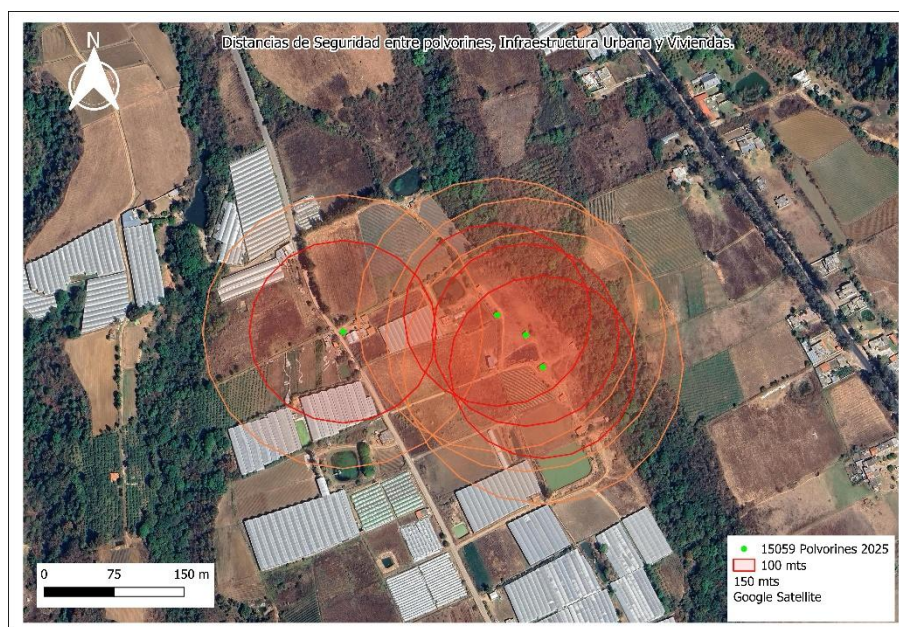 Distancias de Seguridad entre polvorines, Infraestructura Urbana y Viviendas.
N
0 75 150 m
15059 Polvorines 2025
100 mts
150 mts
Google Satellite